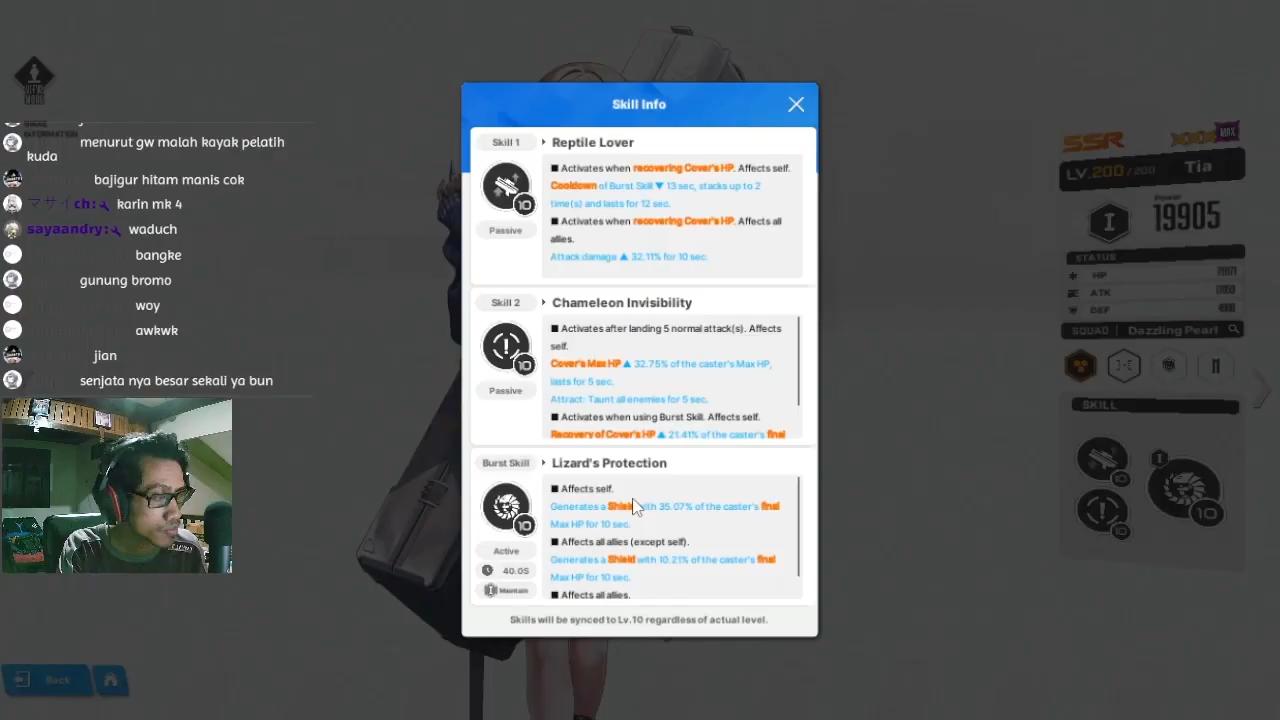 menurut gw malah kayak pelatih
kuda
bajigur hitam manis cok
マサイch: karin mk 4
sayaandry: waduch
bangke
gunung bromo
woy
awkwk
jian
senjata nya besar sekali ya bun
Back
Skill Info
Skill 1
Reptile Lover
10
Passive
■ Activates when recovering Cover's HP. Affects self.
Cooldown of Burst Skill ▼ 13 sec, stacks up to 2
time(s) and lasts for 12 sec.
■ Activates when recovering Cover's HP. Affects all
allies.
Attack damage ▲ 32.11% for 10 sec.
Skill 2
Chameleon Invisibility
10
Passive
■ Activates after landing 5 normal attack(s). Affects
self.
Cover's Max HP ▲ 32.75% of the caster's Max HP,
lasts for 5 sec.
Attract: Taunt all enemies for 5 sec.
■ Activates when using Burst Skill. Affects self.
Recovery of Cover's HP ▲ 21.41% of the caster's final
Burst Skill
Lizard's Protection
10
Active
40.0S
Maintain
■ Affects self.
Generates a Shield with 35.07% of the caster's final
Max HP for 10 sec.
■ Affects all allies (except self).
Generates a Shield with 10.21% of the caster's final
Max HP for 10 sec.
■ Affects all allies.
Skills will be synced to Lv.10 regardless of actual level.
SSR
MAX
LV.200/200
Tia
Power
19905
STATUS
HP
ATK
DEF
SQUAD
Dazzling Pearl
SKILL
10
10
10